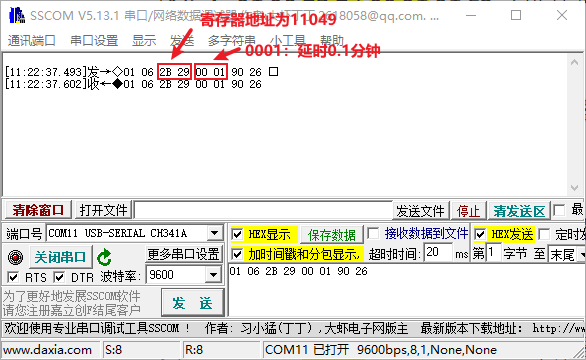 SSCOM V5.13.1 串口/网络数据
618058@qq.com.
寄存器地址为11049
通讯端口 串口设置 显示 发送 多字符串 小工具 帮助
0001：延时0.1分钟
[11:22:37.493]发→◇01 06 2B 29 00 01 90 26 □
[11:22:37.602]收←◆01 06 2B 29 00 01 90 26
清除窗口 打开文件 发送文件 停止 清发送区 最
端口号 COM11 USB-SERIAL CH341A HEX显示 保存数据 接收数据到文件 HEX发送 定时发
关闭串口 更多串口设置 加时间戳和分包显示, 超时时间: 20 ms 第 1 字节 至 末尾
RTS DTR 波特率: 9600
01 06 2B 29 00 01 90 26
为了更好地发展SSCOM软件
请您注册嘉立创F结尾客户
发 送
欢迎使用专业串口调试工具SSCOM ! 作者: 习小猛(丁丁) ,大虾电子网版主 最新版本下载地址: http://www
www.daxia.com S:8 R:8 COM11 已打开 9600bps,8,1,None,None